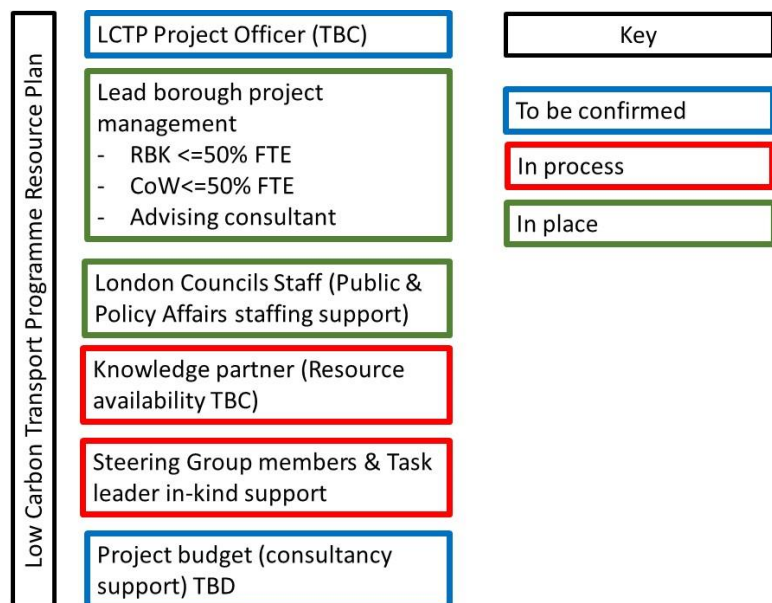 Low Carbon Transport Programme Resource Plan
LCTP Project Officer (TBC)
Lead borough project
management
- RBK <=50% FTE
- CoW<=50% FTE
- Advising consultant
London Councils Staff (Public &
Policy Affairs staffing support)
Knowledge partner (Resource
availability TBC)
Steering Group members & Task
leader in-kind support
Project budget (consultancy
support) TBD
Key
To be confirmed
In process
In place